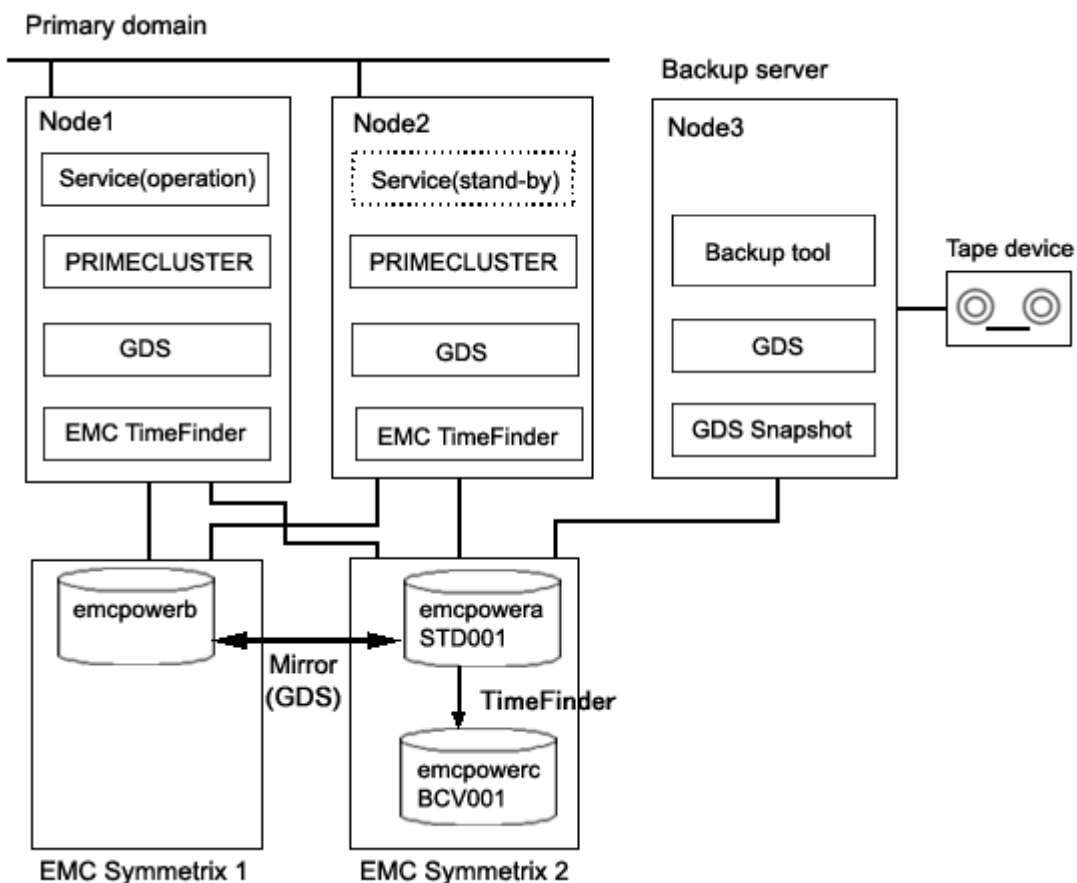 Primary domain
Backup server
Node1
Node2
Node3
Service(operation)
Service(stand-by)
PRIMECLUSTER
PRIMECLUSTER
Backup tool
Tape device
GDS
GDS
GDS
EMC TimeFinder
EMC TimeFinder
GDS Snapshot
emcpowerb
emcpowera
STD001
Mirror
(GDS)
TimeFinder
emcpowerc
BCV001
EMC Symmetrix 1
EMC Symmetrix 2